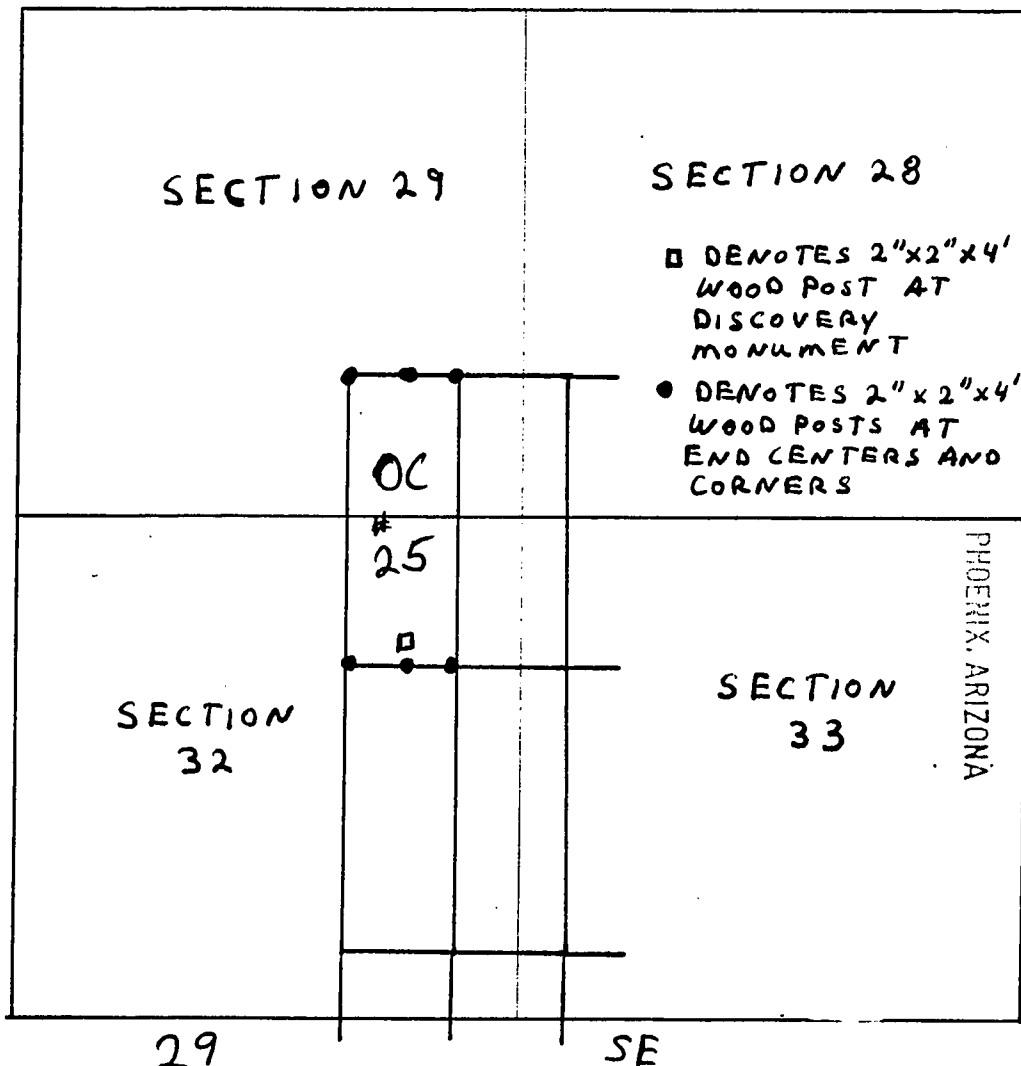 SECTION 29
SECTION 28
□ DENOTES 2"x2"x4'
WOOD POST AT
DISCOVERY
MONUMENT
● DENOTES 2"x2"x4'
WOOD POSTS AT
END CENTERS AND
CORNERS
OC
#
25
PHOENIX, ARIZONA
SECTION
32
SECTION
33
29
SE